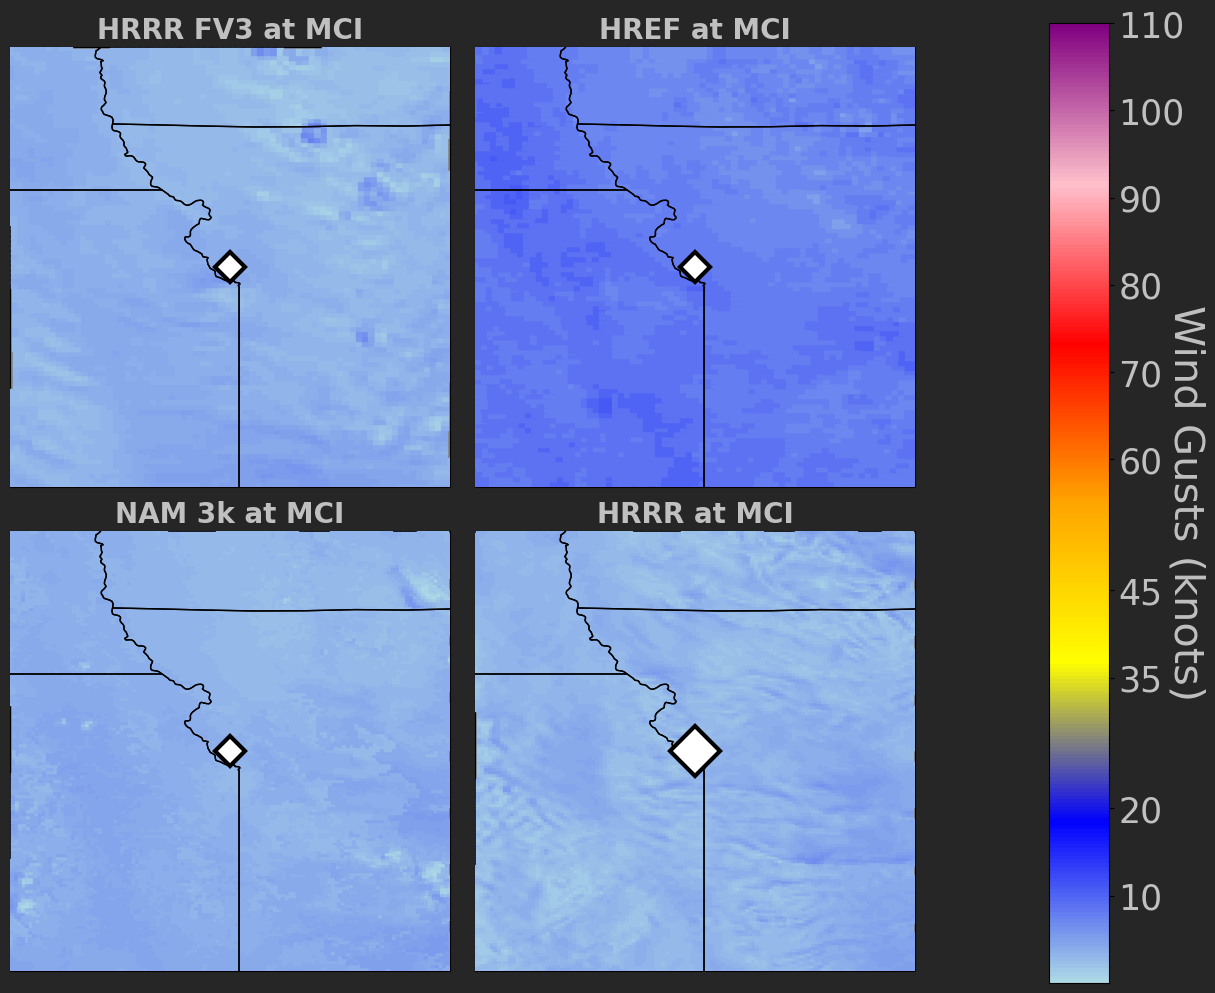 HRRR FV3 at MCI
HREF at MCI
NAM 3k at MCI
HRRR at MCI
110
100
90
80
70
60
45
35
20
10
Wind Gusts (knots)